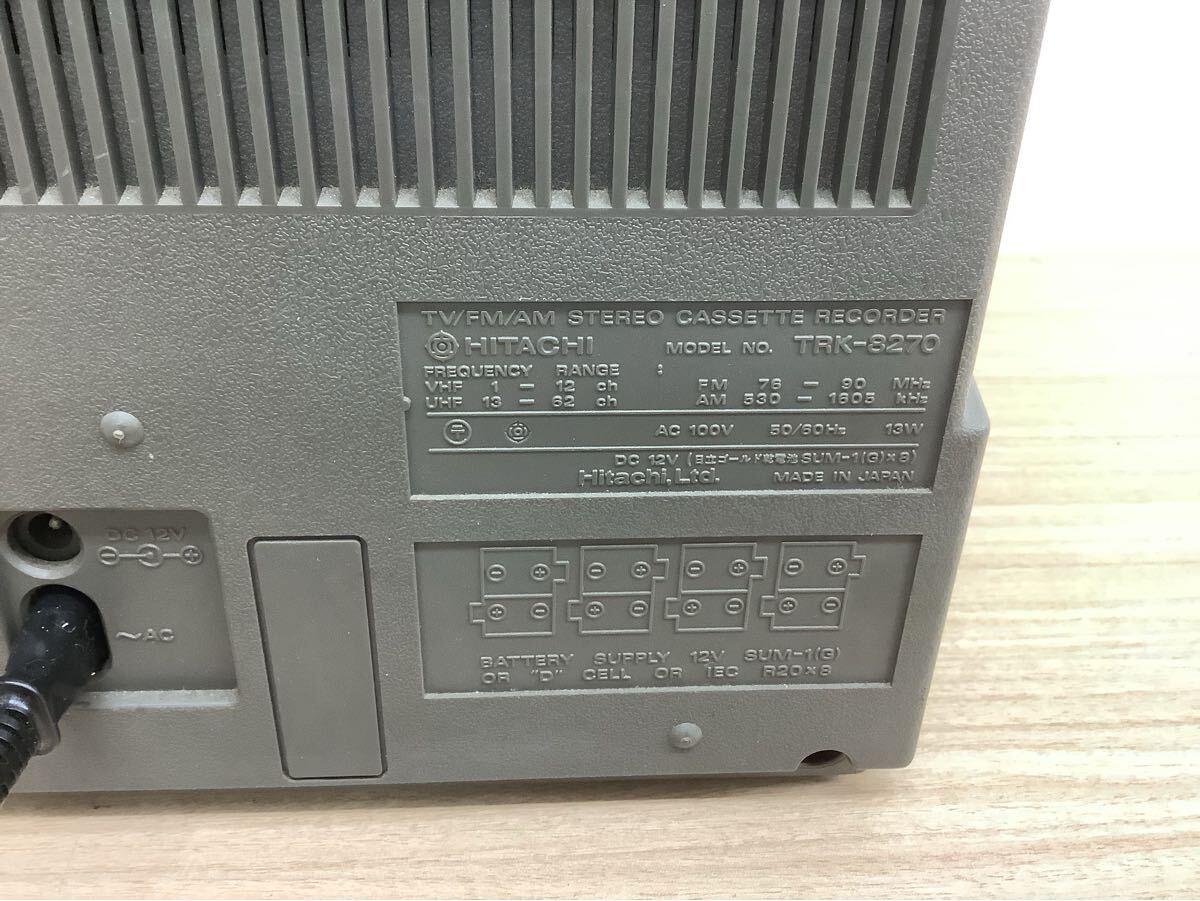 TV/FM/AM STEREO CASSETTE RECORDER
HITACHI MODEL NO. TRK-8270
FREQUENCY RANGE :
VHF 1 - 12 ch FM 76 - 90 MHz
UHF 13 - 62 ch AM 530 - 1605 kHz
〒 AC 100V 50/60Hz 13W
DC 12V (日立ゴールド乾電池 SUM-1(G)×8)
Hitachi, Ltd. MADE IN JAPAN
DC 12V
⊖ ⊕
~AC
⊖ ⊕ ⊖ ⊕ ⊖ ⊕ ⊖ ⊕
⊕ ⊖ ⊕ ⊖ ⊕ ⊖ ⊕ ⊖
BATTERY SUPPLY 12V SUM-1(G)
OR "D" CELL OR IEC R20×8